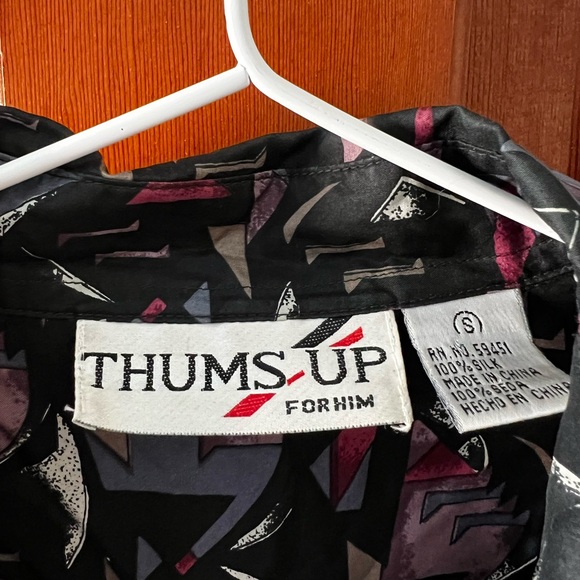 THUMS UP
FOR HIM
S
RN. NO. 59451
100% SILK
MADE IN CHINA
100% SEDA
HECHO EN CHINA